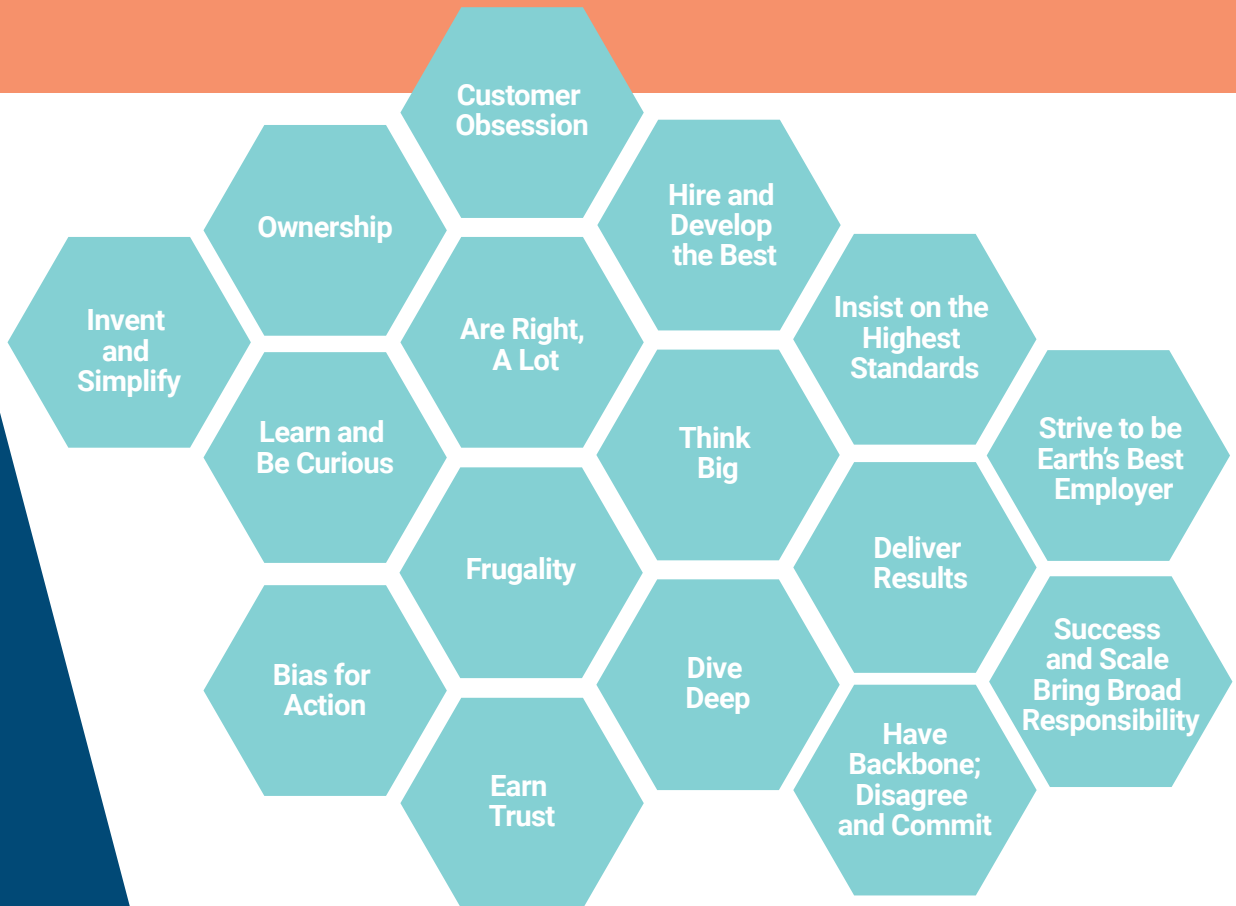 Customer
Obsession
Ownership
Hire and
Develop
the Best
Invent
and
Simplify
Are Right,
A Lot
Insist on the
Highest
Standards
Learn and
Be Curious
Think
Big
Strive to be
Earth's Best
Employer
Frugality
Deliver
Results
Bias for
Action
Dive
Deep
Success
and Scale
Bring Broad
Responsibility
Earn
Trust
Have
Backbone;
Disagree
and Commit